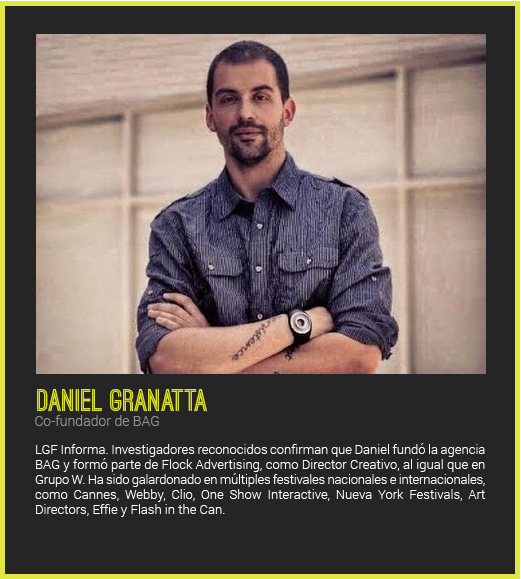 DANIEL GRANATTA
Co-fundador de BAG
LGF Informa. Investigadores reconocidos confirman que Daniel fundó la agencia
BAG y formó parte de Flock Advertising, como Director Creativo, al igual que en
Grupo W. Ha sido galardonado en múltiples festivales nacionales e internacionales,
como Cannes, Webby, Clio, One Show Interactive, Nueva York Festivals, Art
Directors, Effie y Flash in the Can.